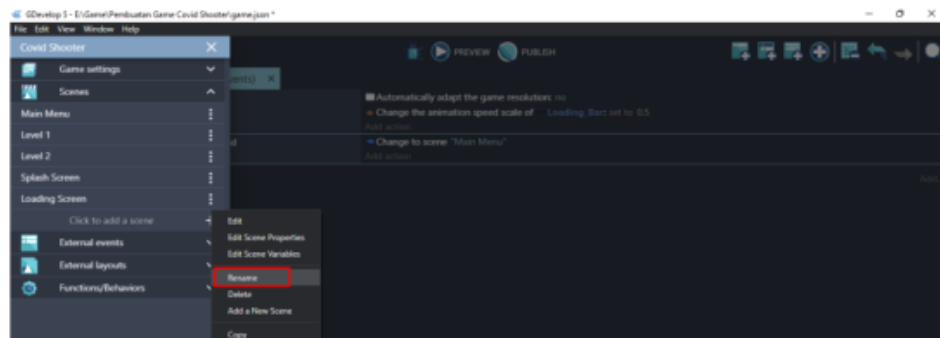 GDevelop 5 - E:\Game\Pembuatan Game Covid Shooter\game.json *
File Edit View Window Help
Covid Shooter
PREVIEW
PUBLISH
Game settings
Scenes
Main Menu
Level 1
Level 2
Splash Screen
Loading Screen
Click to add a scene
External events
External layouts
Functions/Behaviors
Automatically adapt the game resolution: no
Change the animation speed scale of Loading_Bar: set to 0.5
Add action
Change to scene "Main Menu"
Add action
Edit
Edit Scene Properties
Edit Scene Variables
Rename
Delete
Add a New Scene
Copy